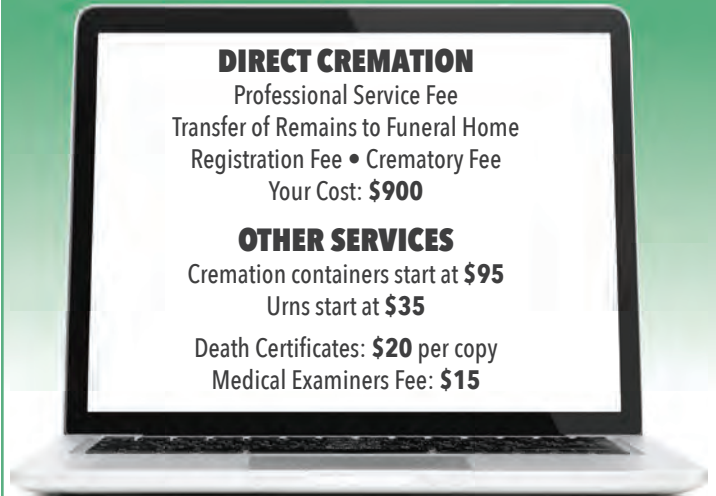 DIRECT CREMATION
Professional Service Fee
Transfer of Remains to Funeral Home
Registration Fee • Crematory Fee
Your Cost: $900
OTHER SERVICES
Cremation containers start at $95
Urns start at $35
Death Certificates: $20 per copy
Medical Examiners Fee: $15